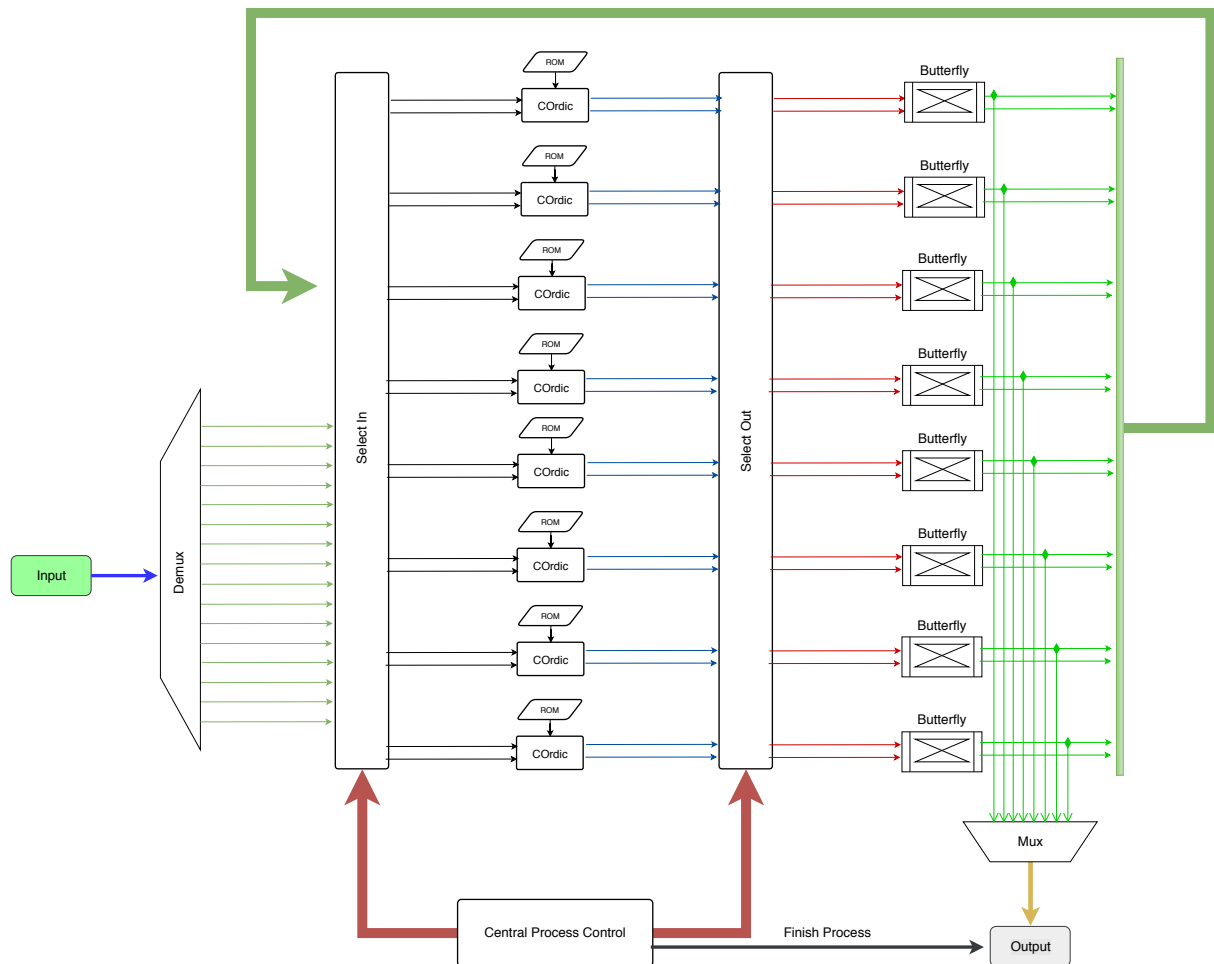 ROM
Butterfly
COrdic
ROM
Butterfly
COrdic
ROM
Butterfly
COrdic
ROM
Butterfly
COrdic
Select In
Select Out
ROM
Butterfly
COrdic
ROM
Butterfly
COrdic
Input
Demux
ROM
Butterfly
COrdic
ROM
Butterfly
COrdic
Mux
Central Process Control
Finish Process
Output